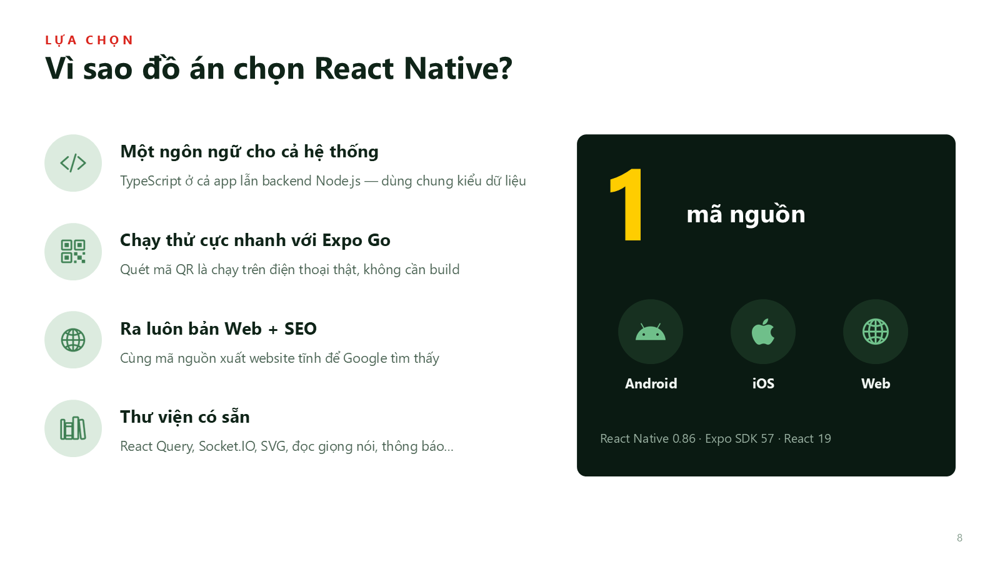 LỰA CHỌN
Vì sao đồ án chọn React Native?
Một ngôn ngữ cho cả hệ thống
TypeScript ở cả app lẫn backend Node.js — dùng chung kiểu dữ liệu
Chạy thử cực nhanh với Expo Go
Quét mã QR là chạy trên điện thoại thật, không cần build
Ra luôn bản Web + SEO
Cùng mã nguồn xuất website tĩnh để Google tìm thấy
Thư viện có sẵn
React Query, Socket.IO, SVG, đọc giọng nói, thông báo...
1 mã nguồn
Android iOS Web
React Native 0.86 · Expo SDK 57 · React 19
8